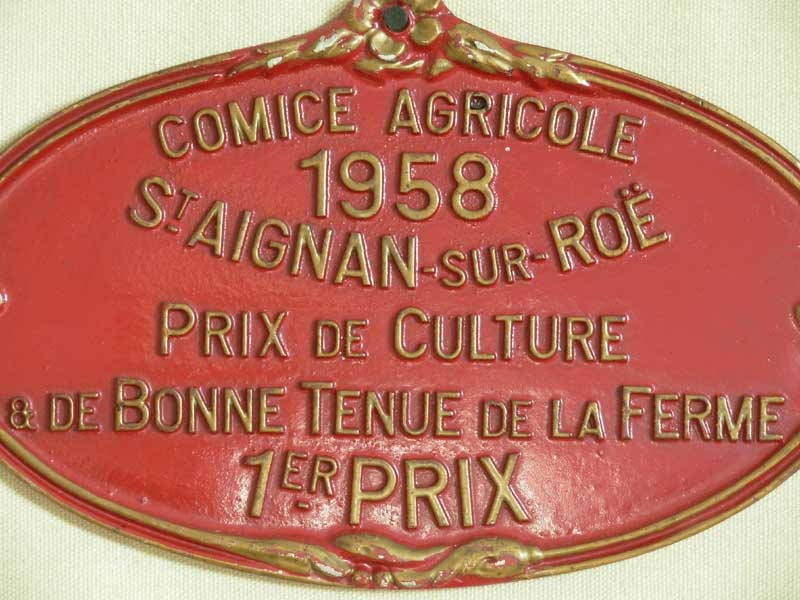 COMICE AGRICOLE
1958
ST AIGNAN-SUR-ROË
PRIX DE CULTURE
& DE BONNE TENUE DE LA FERME
1ER PRIX